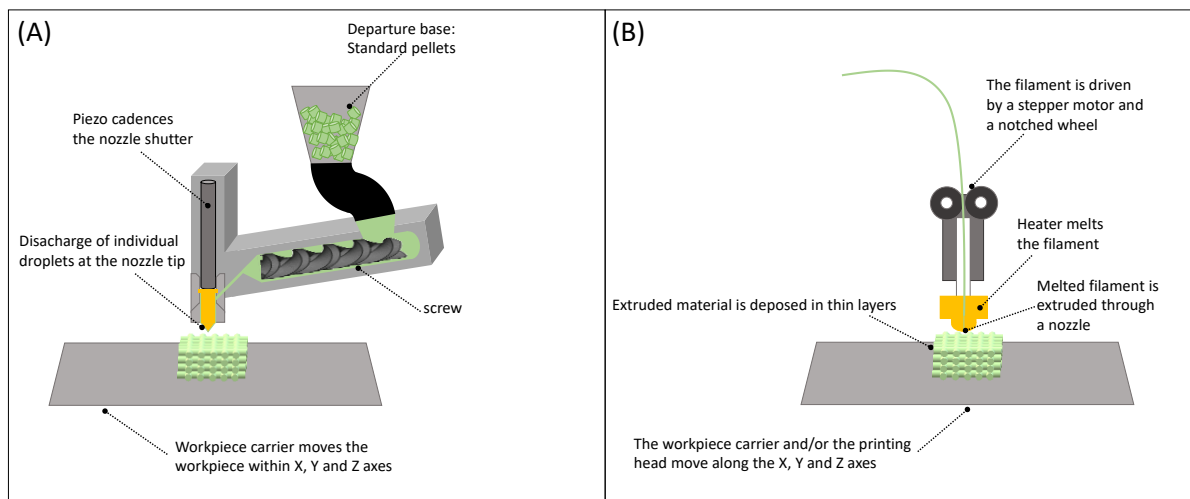 (A)
Departure base:
Standard pellets
Piezo cadences
the nozzle shutter
Disacharge of individual
droplets at the nozzle tip
screw
Workpiece carrier moves the
workpiece within X, Y and Z axes
(B)
The filament is driven
by a stepper motor and
a notched wheel
Heater melts
the filament
Melted filament is
extruded through
a nozzle
Extruded material is deposed in thin layers
The workpiece carrier and/or the printing
head move along the X, Y and Z axes